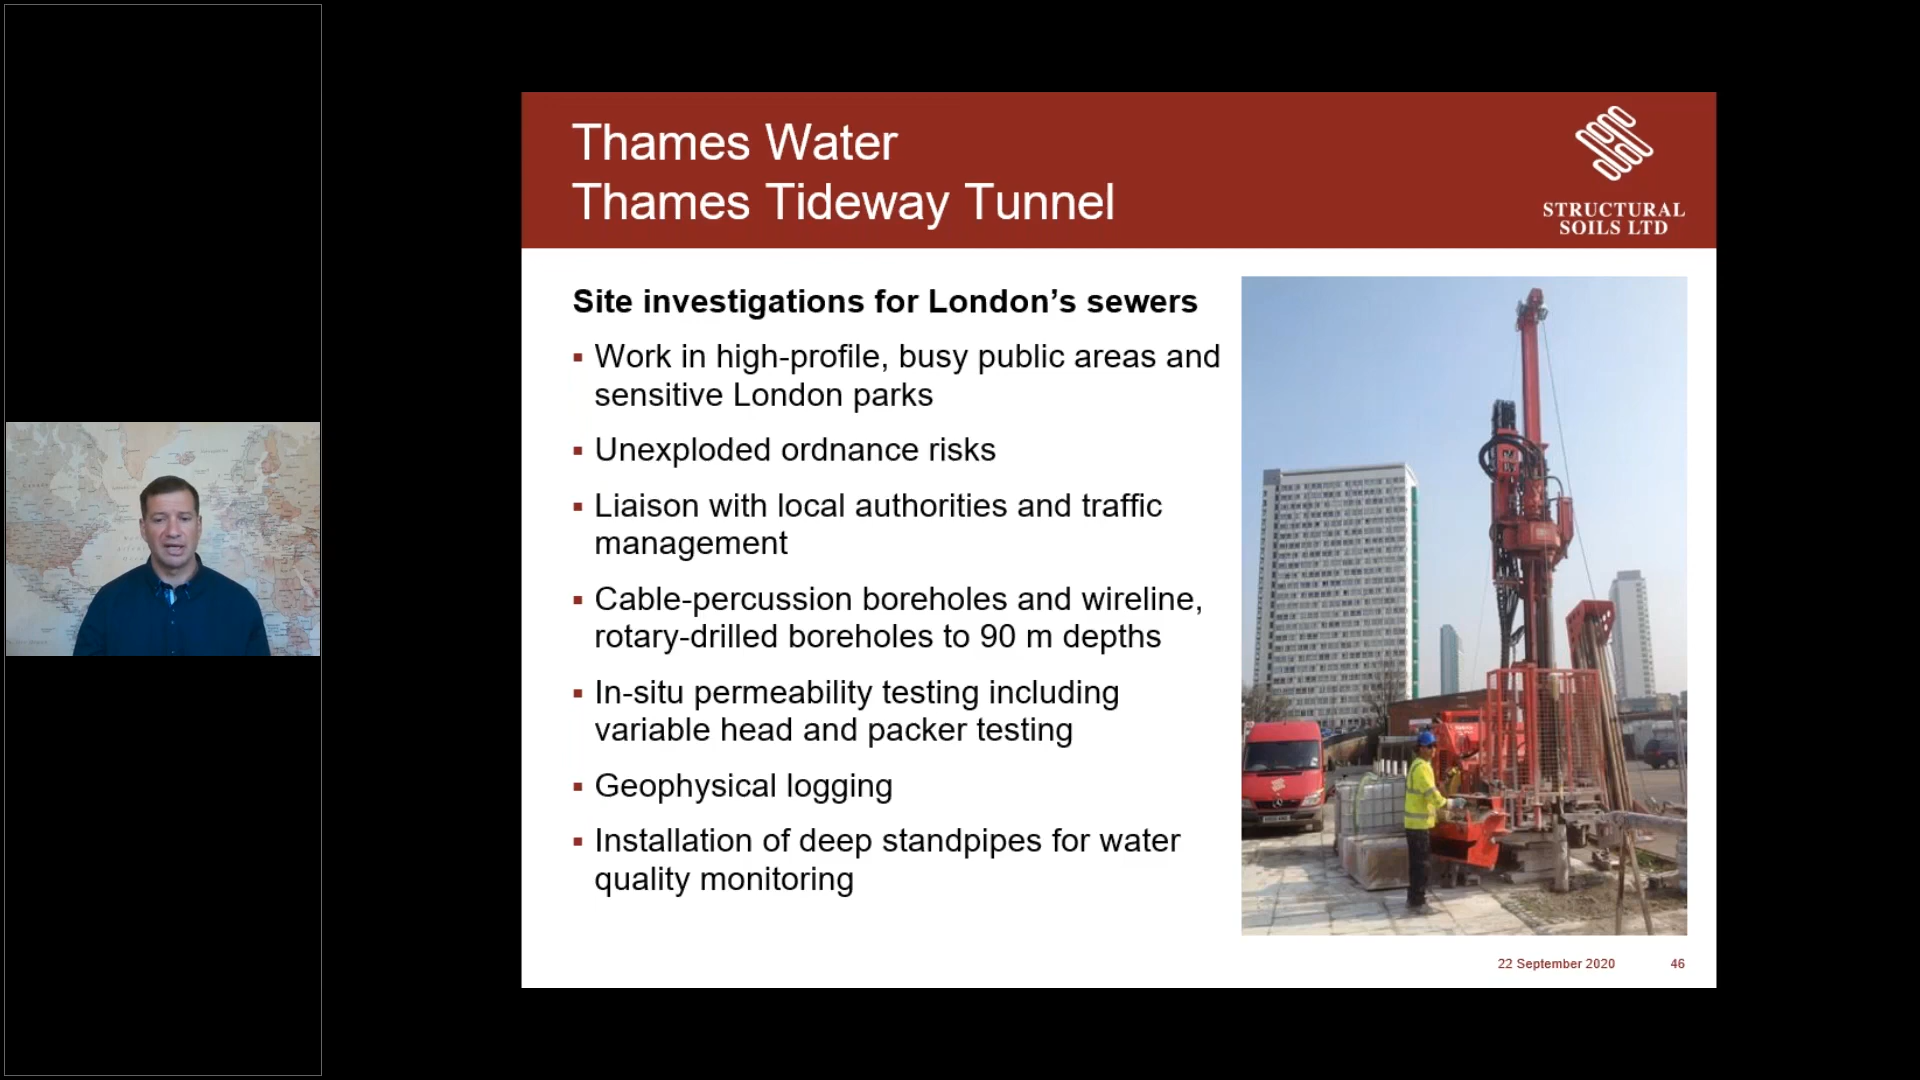 Thames Water
Thames Tideway Tunnel
STRUCTURAL
SOILS LTD
Site investigations for London’s sewers
▪ Work in high-profile, busy public areas and
sensitive London parks
▪ Unexploded ordnance risks
▪ Liaison with local authorities and traffic
management
▪ Cable-percussion boreholes and wireline,
rotary-drilled boreholes to 90 m depths
▪ In-situ permeability testing including
variable head and packer testing
▪ Geophysical logging
▪ Installation of deep standpipes for water
quality monitoring
22 September 2020
46